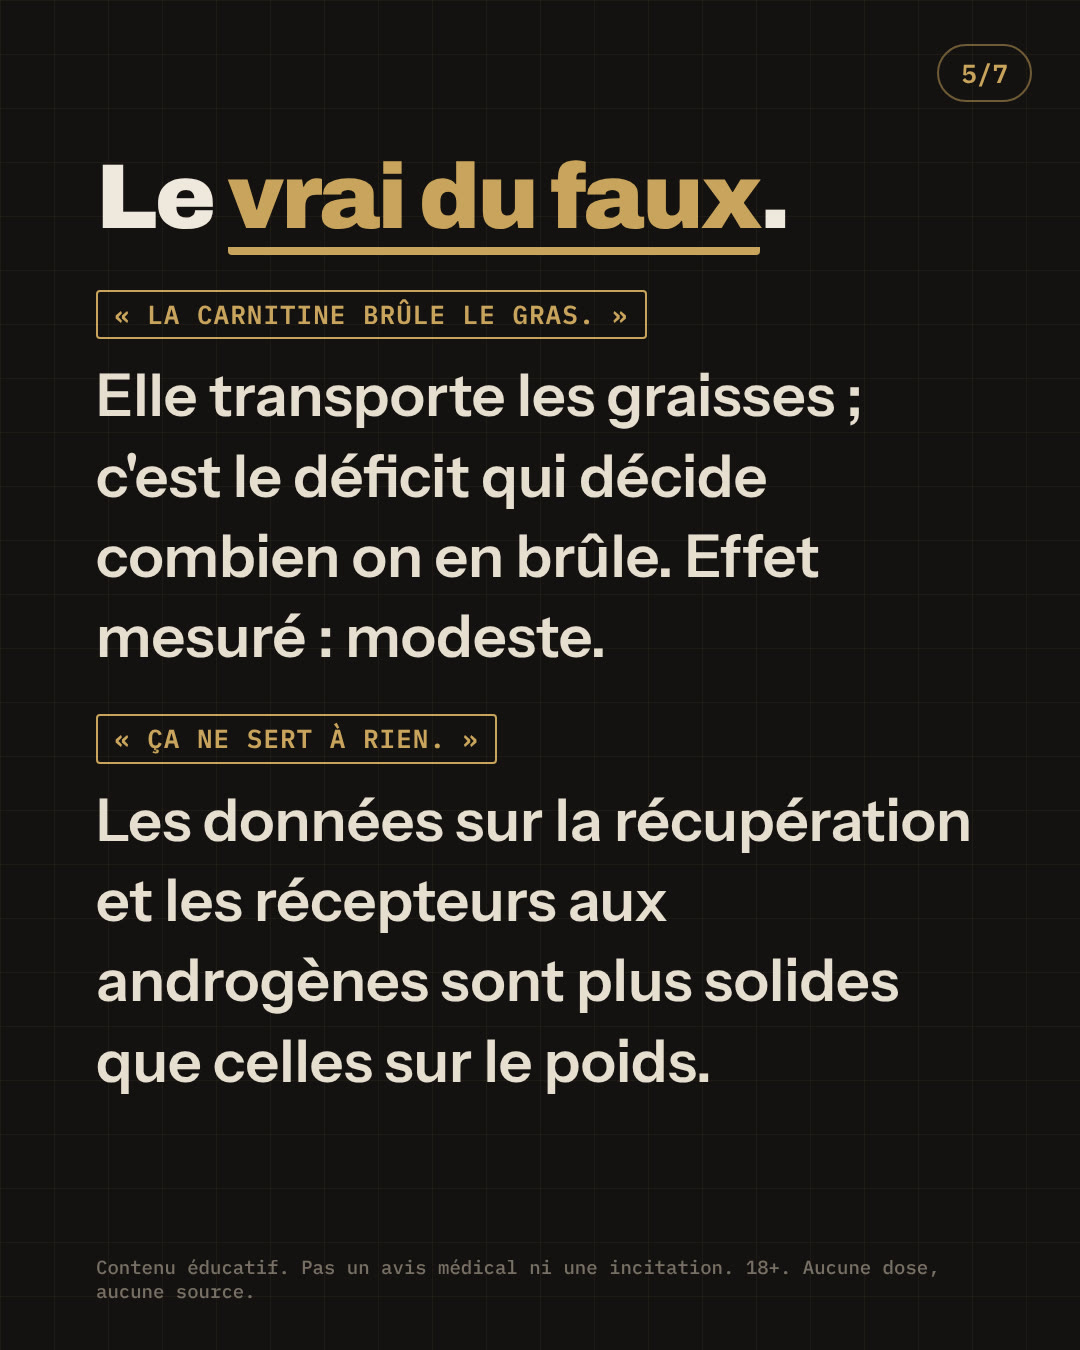 5/7
Le vrai du faux.
« LA CARNITINE BRÛLE LE GRAS. »
Elle transporte les graisses ;
c'est le déficit qui décide
combien on en brûle. Effet
mesuré : modeste.
« ÇA NE SERT À RIEN. »
Les données sur la récupération
et les récepteurs aux
androgènes sont plus solides
que celles sur le poids.
Contenu éducatif. Pas un avis médical ni une incitation. 18+. Aucune dose,
aucune source.